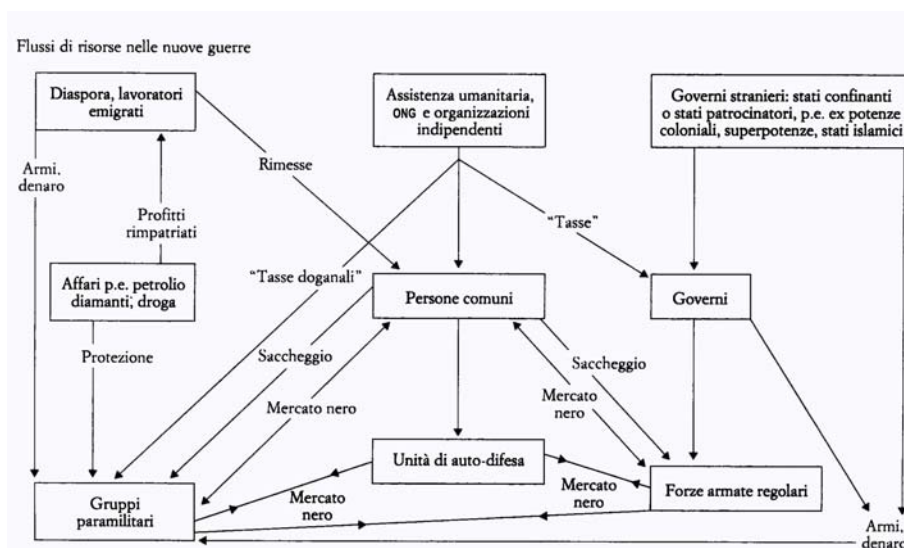 Flussi di risorse nelle nuove guerre
Diaspora, lavoratori
emigrati
Assistenza umanitaria,
ONG e organizzazioni
indipendenti
Governi stranieri: stati confinanti
o stati patrocinatori, p.e. ex potenze
coloniali, superpotenze, stati islamici
Armi,
denaro
Rimesse
Profitti
rimpatriati
"Tasse"
Affari p.e. petrolio
diamanti, droga
"Tasse doganali"
Persone comuni
Governi
Protezione
Saccheggio
Saccheggio
Mercato nero
Mercato
nero
Unità di auto-difesa
Gruppi
paramilitari
Mercato
nero
Mercato
nero
Forze armate regolari
Armi,
denaro